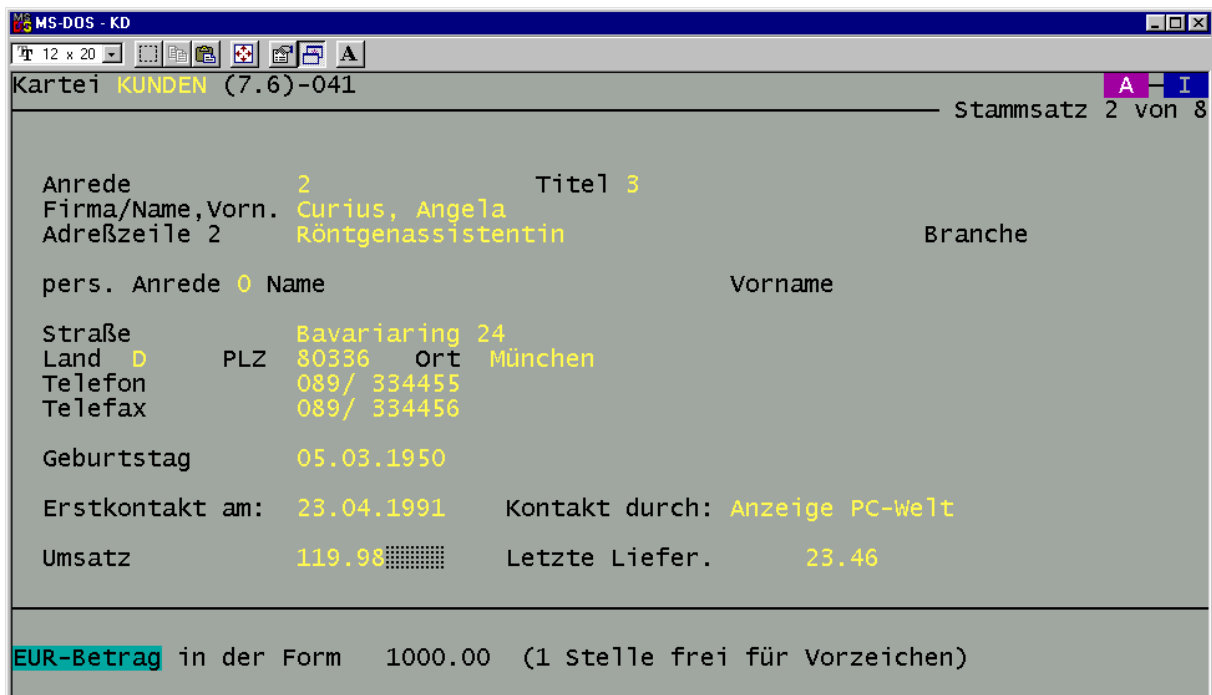 MS-DOS - KD
12 x 20 A
Kartei KUNDEN (7.6)-041 A I
Stammsatz 2 von 8
Anrede 2 Titel 3
Firma/Name,Vorn. Curius, Angela
Adreßzeile 2 Röntgenassistentin Branche
pers. Anrede 0 Name Vorname
Straße Bavariaring 24
Land D PLZ 80336 Ort München
Telefon 089/ 334455
Telefax 089/ 334456
Geburtstag 05.03.1950
Erstkontakt am: 23.04.1991 Kontakt durch: Anzeige PC-Welt
Umsatz 119.98 Letzte Liefer. 23.46
EUR-Betrag in der Form 1000.00 (1 Stelle frei für Vorzeichen)